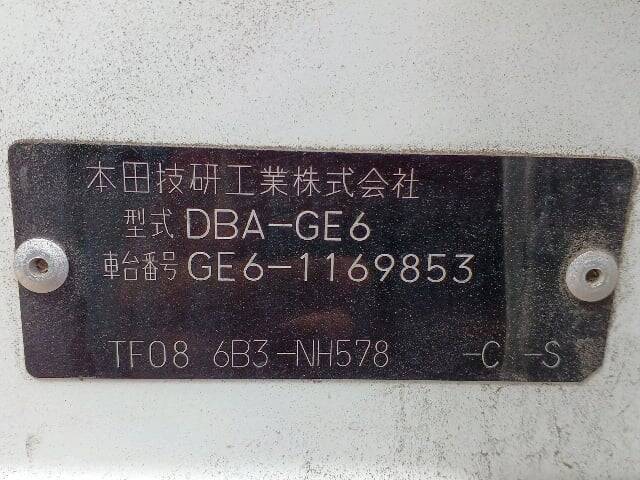 本田技研工業株式会社
型式 DBA-GE6
車台番号 GE6-1169853
TF08 6B3-NH578 -C -S